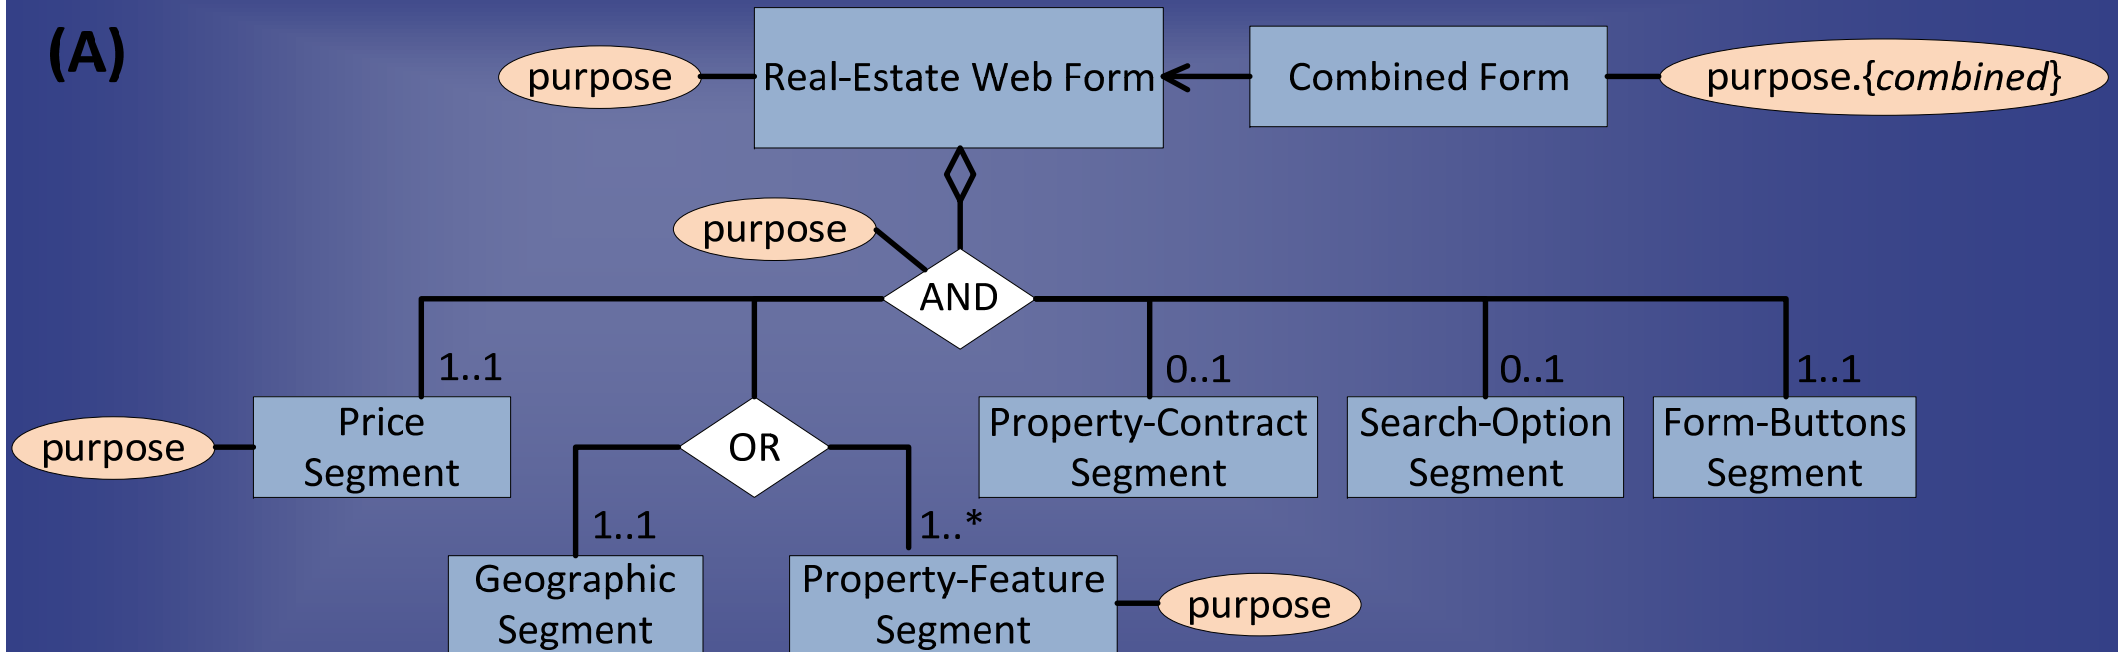 (A)
purpose
Real-Estate Web Form
Combined Form
purpose.{combined}
purpose
AND
1..1
0..1
0..1
1..1
purpose
Price
Segment
OR
Property-Contract
Segment
Search-Option
Segment
Form-Buttons
Segment
1..1
1..*
Geographic
Segment
Property-Feature
Segment
purpose